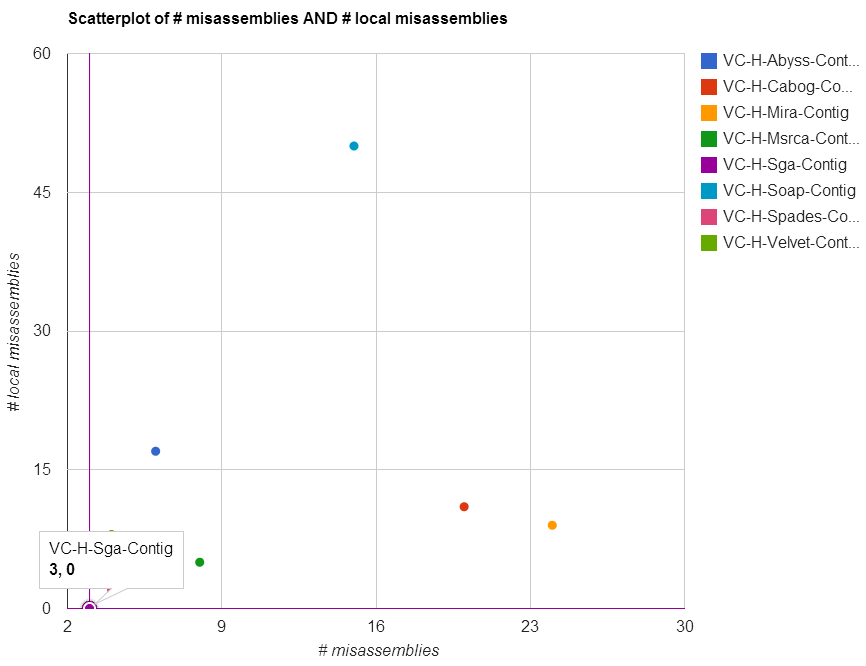 Scatterplot of # misassemblies AND # local misassemblies
60
45
30
15
0
# local misassemblies
2
9
16
23
30
# misassemblies
VC-H-Sga-Contig
3, 0
VC-H-Abyss-Cont...
VC-H-Cabog-Co...
VC-H-Mira-Contig
VC-H-Msrca-Cont...
VC-H-Sga-Contig
VC-H-Soap-Contig
VC-H-Spades-Co...
VC-H-Velvet-Cont...